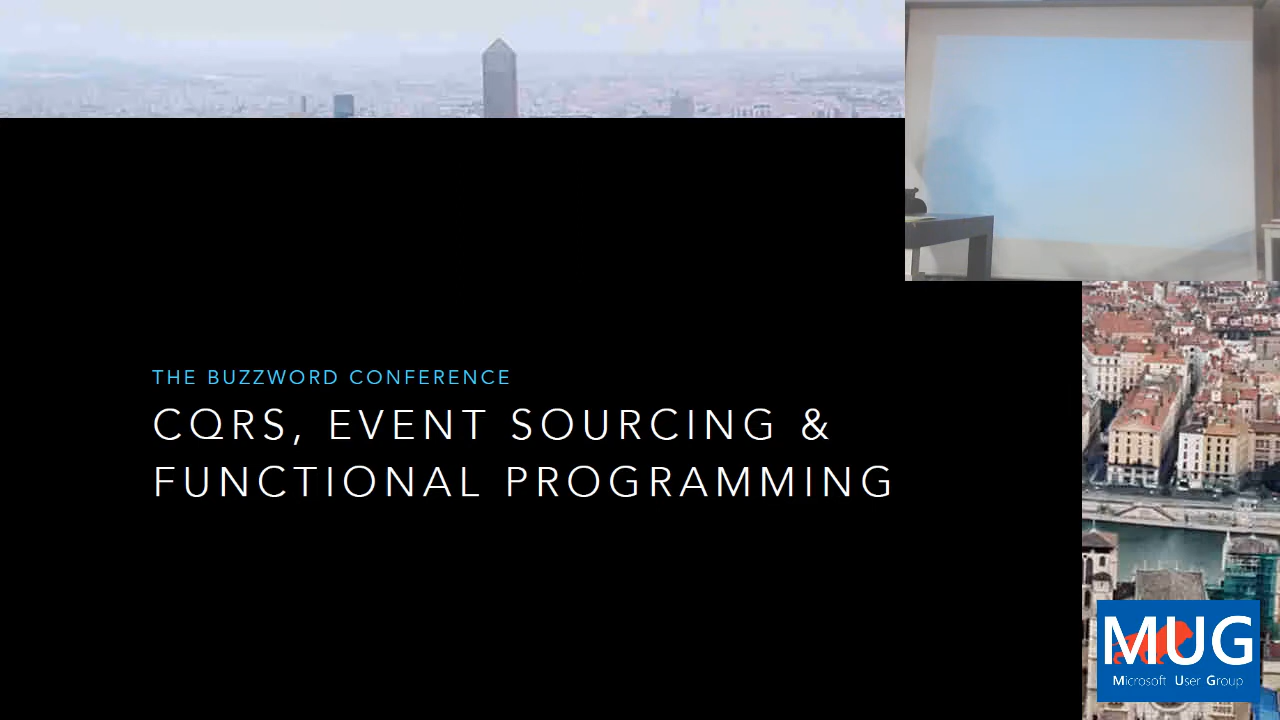 THE BUZZWORD CONFERENCE
CQRS, EVENT SOURCING &
FUNCTIONAL PROGRAMMING
MUG
Microsoft User Group